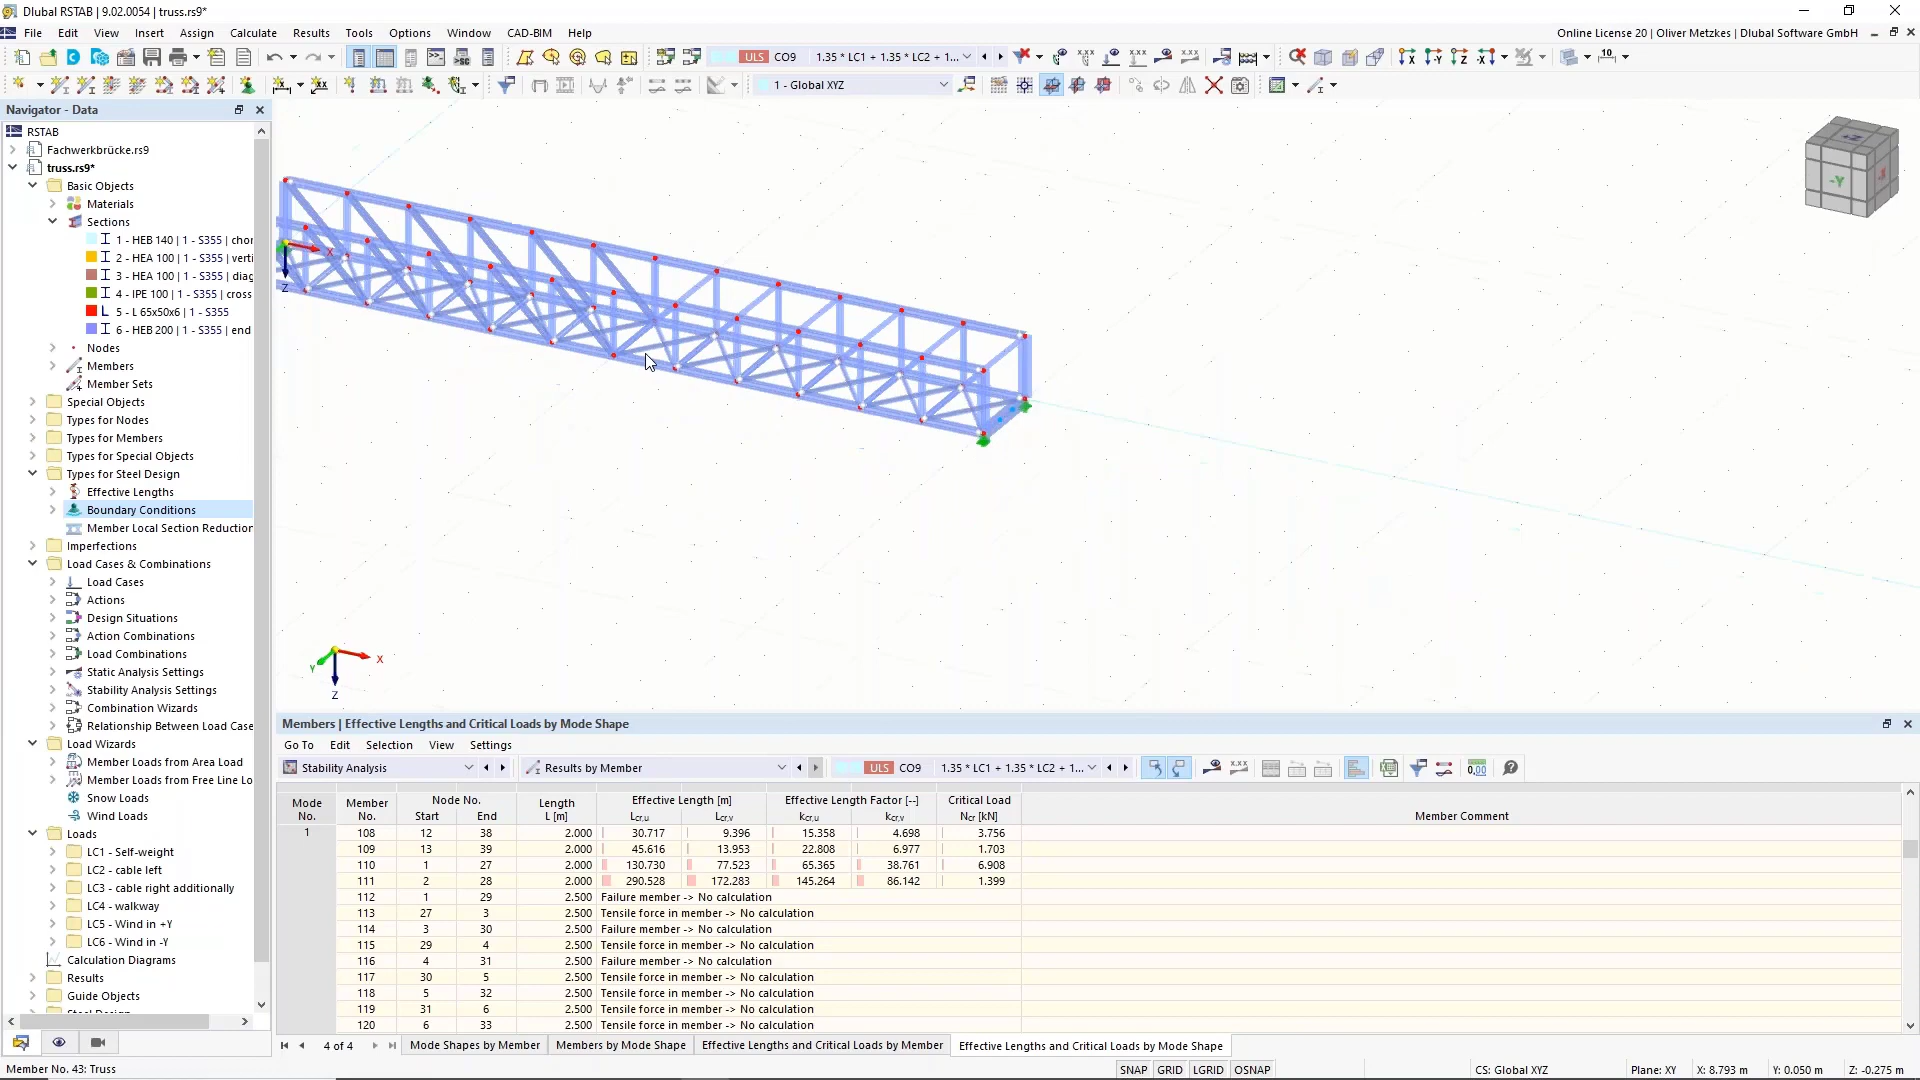 Dlubal RSTAB | 9.02.0054 | truss.rs9*
File Edit View Insert Assign Calculate Results Tools Options Window CAD-BIM Help
Online License 20 | Oliver Metzkes | Dlubal Software GmbH
ULS CO9 1.35 * LC1 + 1.35 * LC2 + 1...
1 - Global XYZ
Navigator - Data
RSTAB
Fachwerkbrücke.rs9
truss.rs9*
Basic Objects
Materials
Sections
1 - HEB 140 | 1 - S355 | chor
2 - HEA 100 | 1 - S355 | verti
3 - HEA 100 | 1 - S355 | diag
4 - IPE 100 | 1 - S355 | cross
5 - L 65x50x6 | 1 - S355
6 - HEB 200 | 1 - S355 | end
Nodes
Members
Member Sets
Special Objects
Types for Nodes
Types for Members
Types for Special Objects
Types for Steel Design
Effective Lengths
Boundary Conditions
Member Local Section Reduction
Imperfections
Load Cases & Combinations
Load Cases
Actions
Design Situations
Action Combinations
Load Combinations
Static Analysis Settings
Stability Analysis Settings
Combination Wizards
Relationship Between Load Case
Load Wizards
Member Loads from Area Load
Member Loads from Free Line Lo
Snow Loads
Wind Loads
Loads
LC1 - Self-weight
LC2 - cable left
LC3 - cable right additionally
LC4 - walkway
LC5 - Wind in +Y
LC6 - Wind in -Y
Calculation Diagrams
Results
Guide Objects
X
Z
+Z
-Y
-X
X
Y
Z
Members | Effective Lengths and Critical Loads by Mode Shape
Go To Edit Selection View Settings
Stability Analysis Results by Member ULS CO9 1.35 * LC1 + 1.35 * LC2 + 1...
Mode Member Node No. Length Effective Length [m] Effective Length Factor [--] Critical Load
No. No. Start End L [m] Lcr,u Lcr,v kcr,u kcr,v Ncr [kN] Member Comment
1 108 12 38 2.000 30.717 9.396 15.358 4.698 3.756
109 13 39 2.000 45.616 13.953 22.808 6.977 1.703
110 1 27 2.000 130.730 77.523 65.365 38.761 6.908
111 2 28 2.000 290.528 172.283 145.264 86.142 1.399
112 1 29 2.500 Failure member -> No calculation
113 27 3 2.500 Tensile force in member -> No calculation
114 3 30 2.500 Failure member -> No calculation
115 29 4 2.500 Tensile force in member -> No calculation
116 4 31 2.500 Failure member -> No calculation
117 30 5 2.500 Tensile force in member -> No calculation
118 5 32 2.500 Tensile force in member -> No calculation
119 31 6 2.500 Tensile force in member -> No calculation
120 6 33 2.500 Tensile force in member -> No calculation
4 of 4 Mode Shapes by Member Members by Mode Shape Effective Lengths and Critical Loads by Member Effective Lengths and Critical Loads by Mode Shape
Member No. 43: Truss
SNAP GRID LGRID OSNAP CS: Global XYZ Plane: XY X: 8.793 m Y: 0.050 m Z: -0.275 m